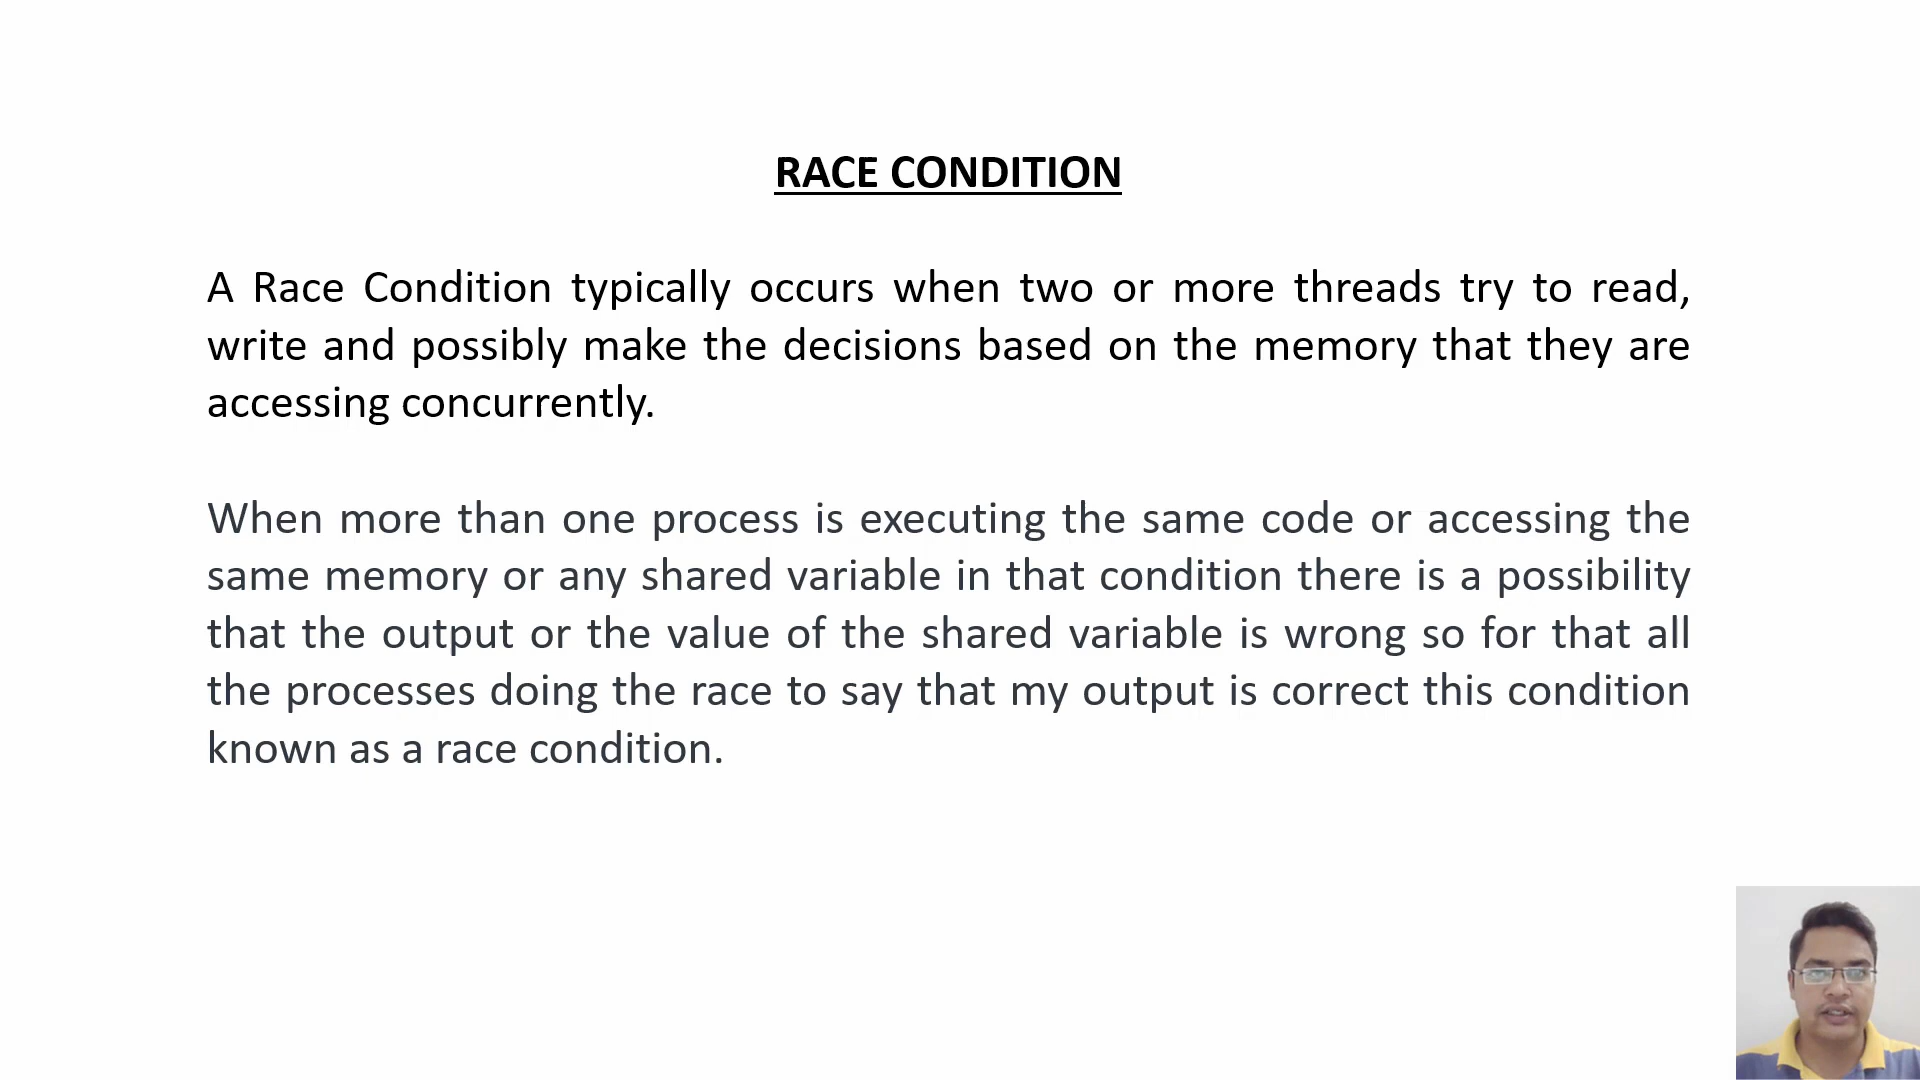 RACE CONDITION
A Race Condition typically occurs when two or more threads try to read,
write and possibly make the decisions based on the memory that they are
accessing concurrently.
When more than one process is executing the same code or accessing the
same memory or any shared variable in that condition there is a possibility
that the output or the value of the shared variable is wrong so for that all
the processes doing the race to say that my output is correct this condition
known as a race condition.